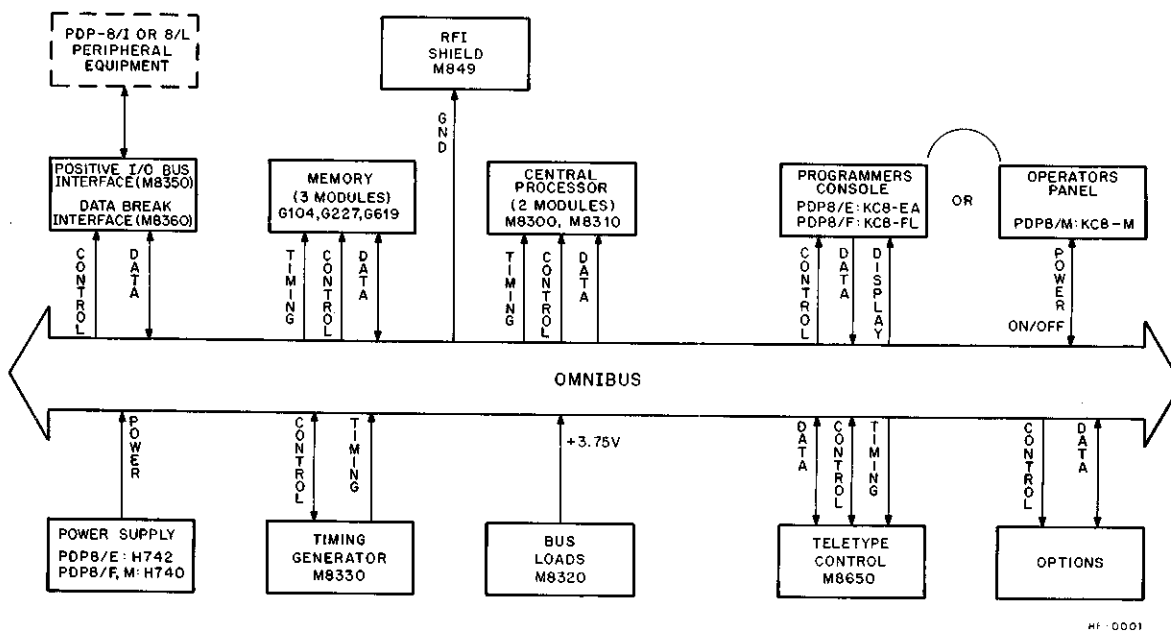 PDP-8/I OR 8/L
PERIPHERAL
EQUIPMENT
RFI
SHIELD
M849
GND
POSITIVE I/O BUS
INTERFACE(M8350)
DATA BREAK
INTERFACE(M8360)
MEMORY
(3 MODULES)
G104,G227,G619
CENTRAL
PROCESSOR
(2 MODULES)
M8300, M8310
PROGRAMMERS
CONSOLE
PDP8/E:KC8-EA
PDP8/F:KC8-FL
OR
OPERATORS
PANEL
PDP8/M:KC8-M
CONTROL
DATA
TIMING
CONTROL
DATA
TIMING
CONTROL
DATA
CONTROL
DATA
DISPLAY
POWER
ON/OFF
OMNIBUS
POWER
CONTROL
TIMING
+3.75V
DATA
CONTROL
TIMING
CONTROL
DATA
POWER SUPPLY
PDP8/E:H742
PDP8/F,M:H740
TIMING
GENERATOR
M8330
BUS
LOADS
M8320
TELETYPE
CONTROL
M8650
OPTIONS
HE-0001